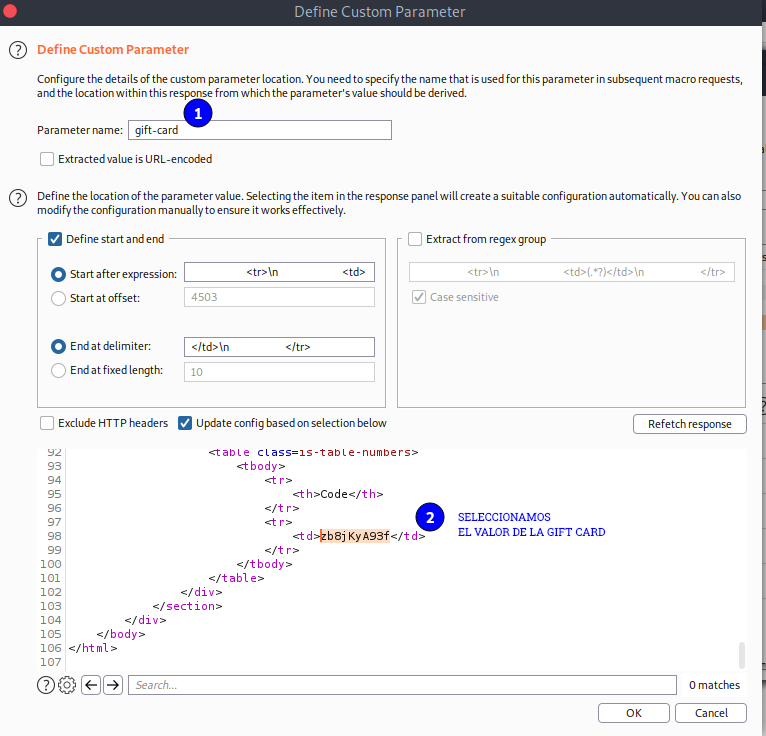 Define Custom Parameter
Define Custom Parameter
Configure the details of the custom parameter location. You need to specify the name that is used for this parameter in subsequent macro requests,
and the location within this response from which the parameter's value should be derived.
1
Parameter name: gift-card
Extracted value is URL-encoded
Define the location of the parameter value. Selecting the item in the response panel will create a suitable configuration automatically. You can also
modify the configuration manually to ensure it works effectively.
Define start and end
Start after expression: <tr>\n <td>
Start at offset: 4503
End at delimiter: </td>\n </tr>
End at fixed length: 10
Extract from regex group
<tr>\n <td>(.*?)</td>\n </tr>
Case sensitive
Exclude HTTP headers Update config based on selection below Refetch response
92 <table class=is-table-numbers>
93 <tbody>
94 <tr>
95 <th>Code</th>
96 </tr>
97 <tr>
98 <td>zb8jKyA93f</td>
99 </tr>
100 </tbody>
101 </table>
102 </div>
103 </section>
104 </div>
105 </body>
106 </html>
107
2 SELECCIONAMOS
EL VALOR DE LA GIFT CARD
Search... 0 matches
OK Cancel